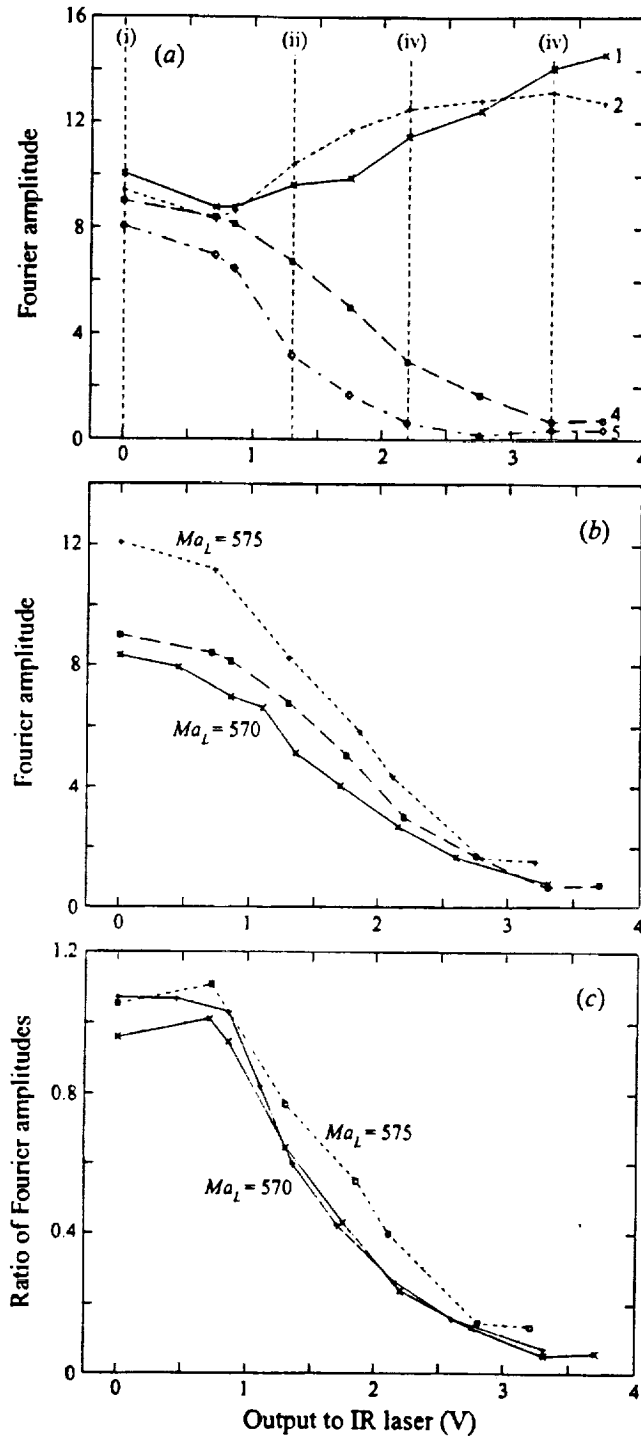 16
12
8
4
0
Fourier amplitude
(i)
(a)
(ii)
(iv)
(iv)
1
2
4
5
0
1
2
3
4
12
8
4
0
Fourier amplitude
Ma_L = 575
(b)
Ma_L = 570
0
1
2
3
4
1.2
0.8
0.4
0
Ratio of Fourier amplitudes
(c)
Ma_L = 575
Ma_L = 570
0
1
2
3
4
Output to IR laser (V)